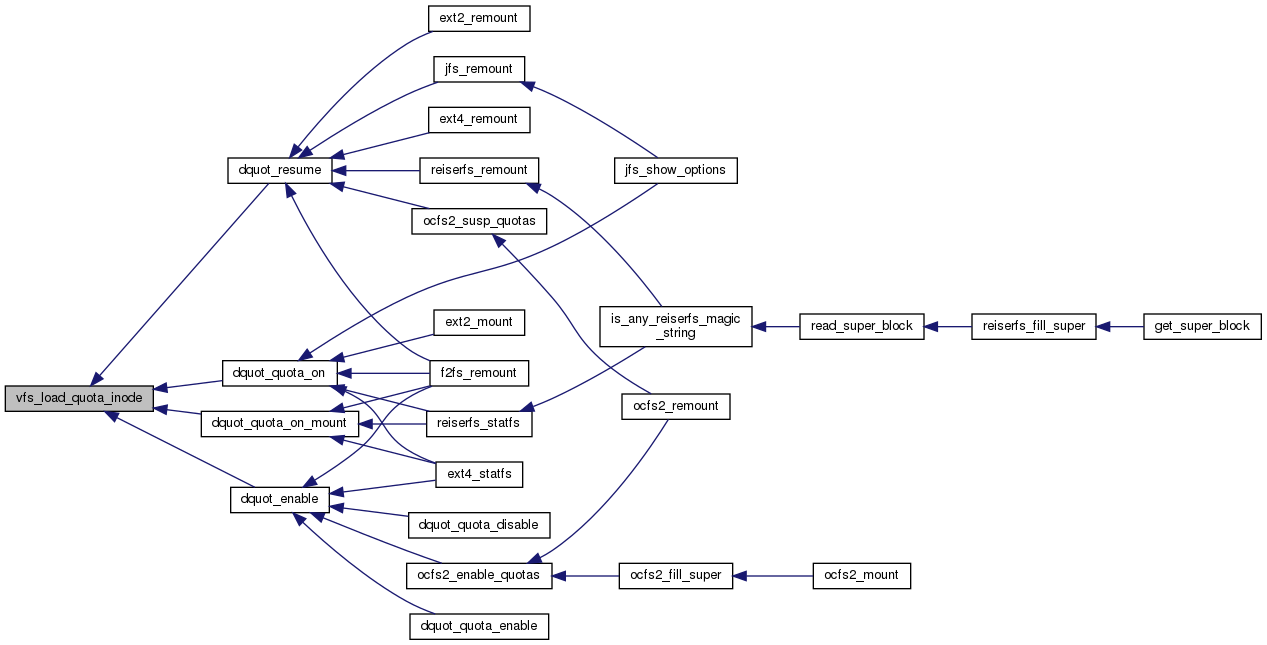 ext2_remount
jfs_remount
ext4_remount
dquot_resume
reiserfs_remount
jfs_show_options
ocfs2_susp_quotas
ext2_mount
is_any_reiserfs_magic
_string
read_super_block
reiserfs_fill_super
get_super_block
dquot_quota_on
f2fs_remount
vfs_load_quota_inode
ocfs2_remount
dquot_quota_on_mount
reiserfs_statfs
ext4_statfs
dquot_enable
dquot_quota_disable
ocfs2_enable_quotas
ocfs2_fill_super
ocfs2_mount
dquot_quota_enable